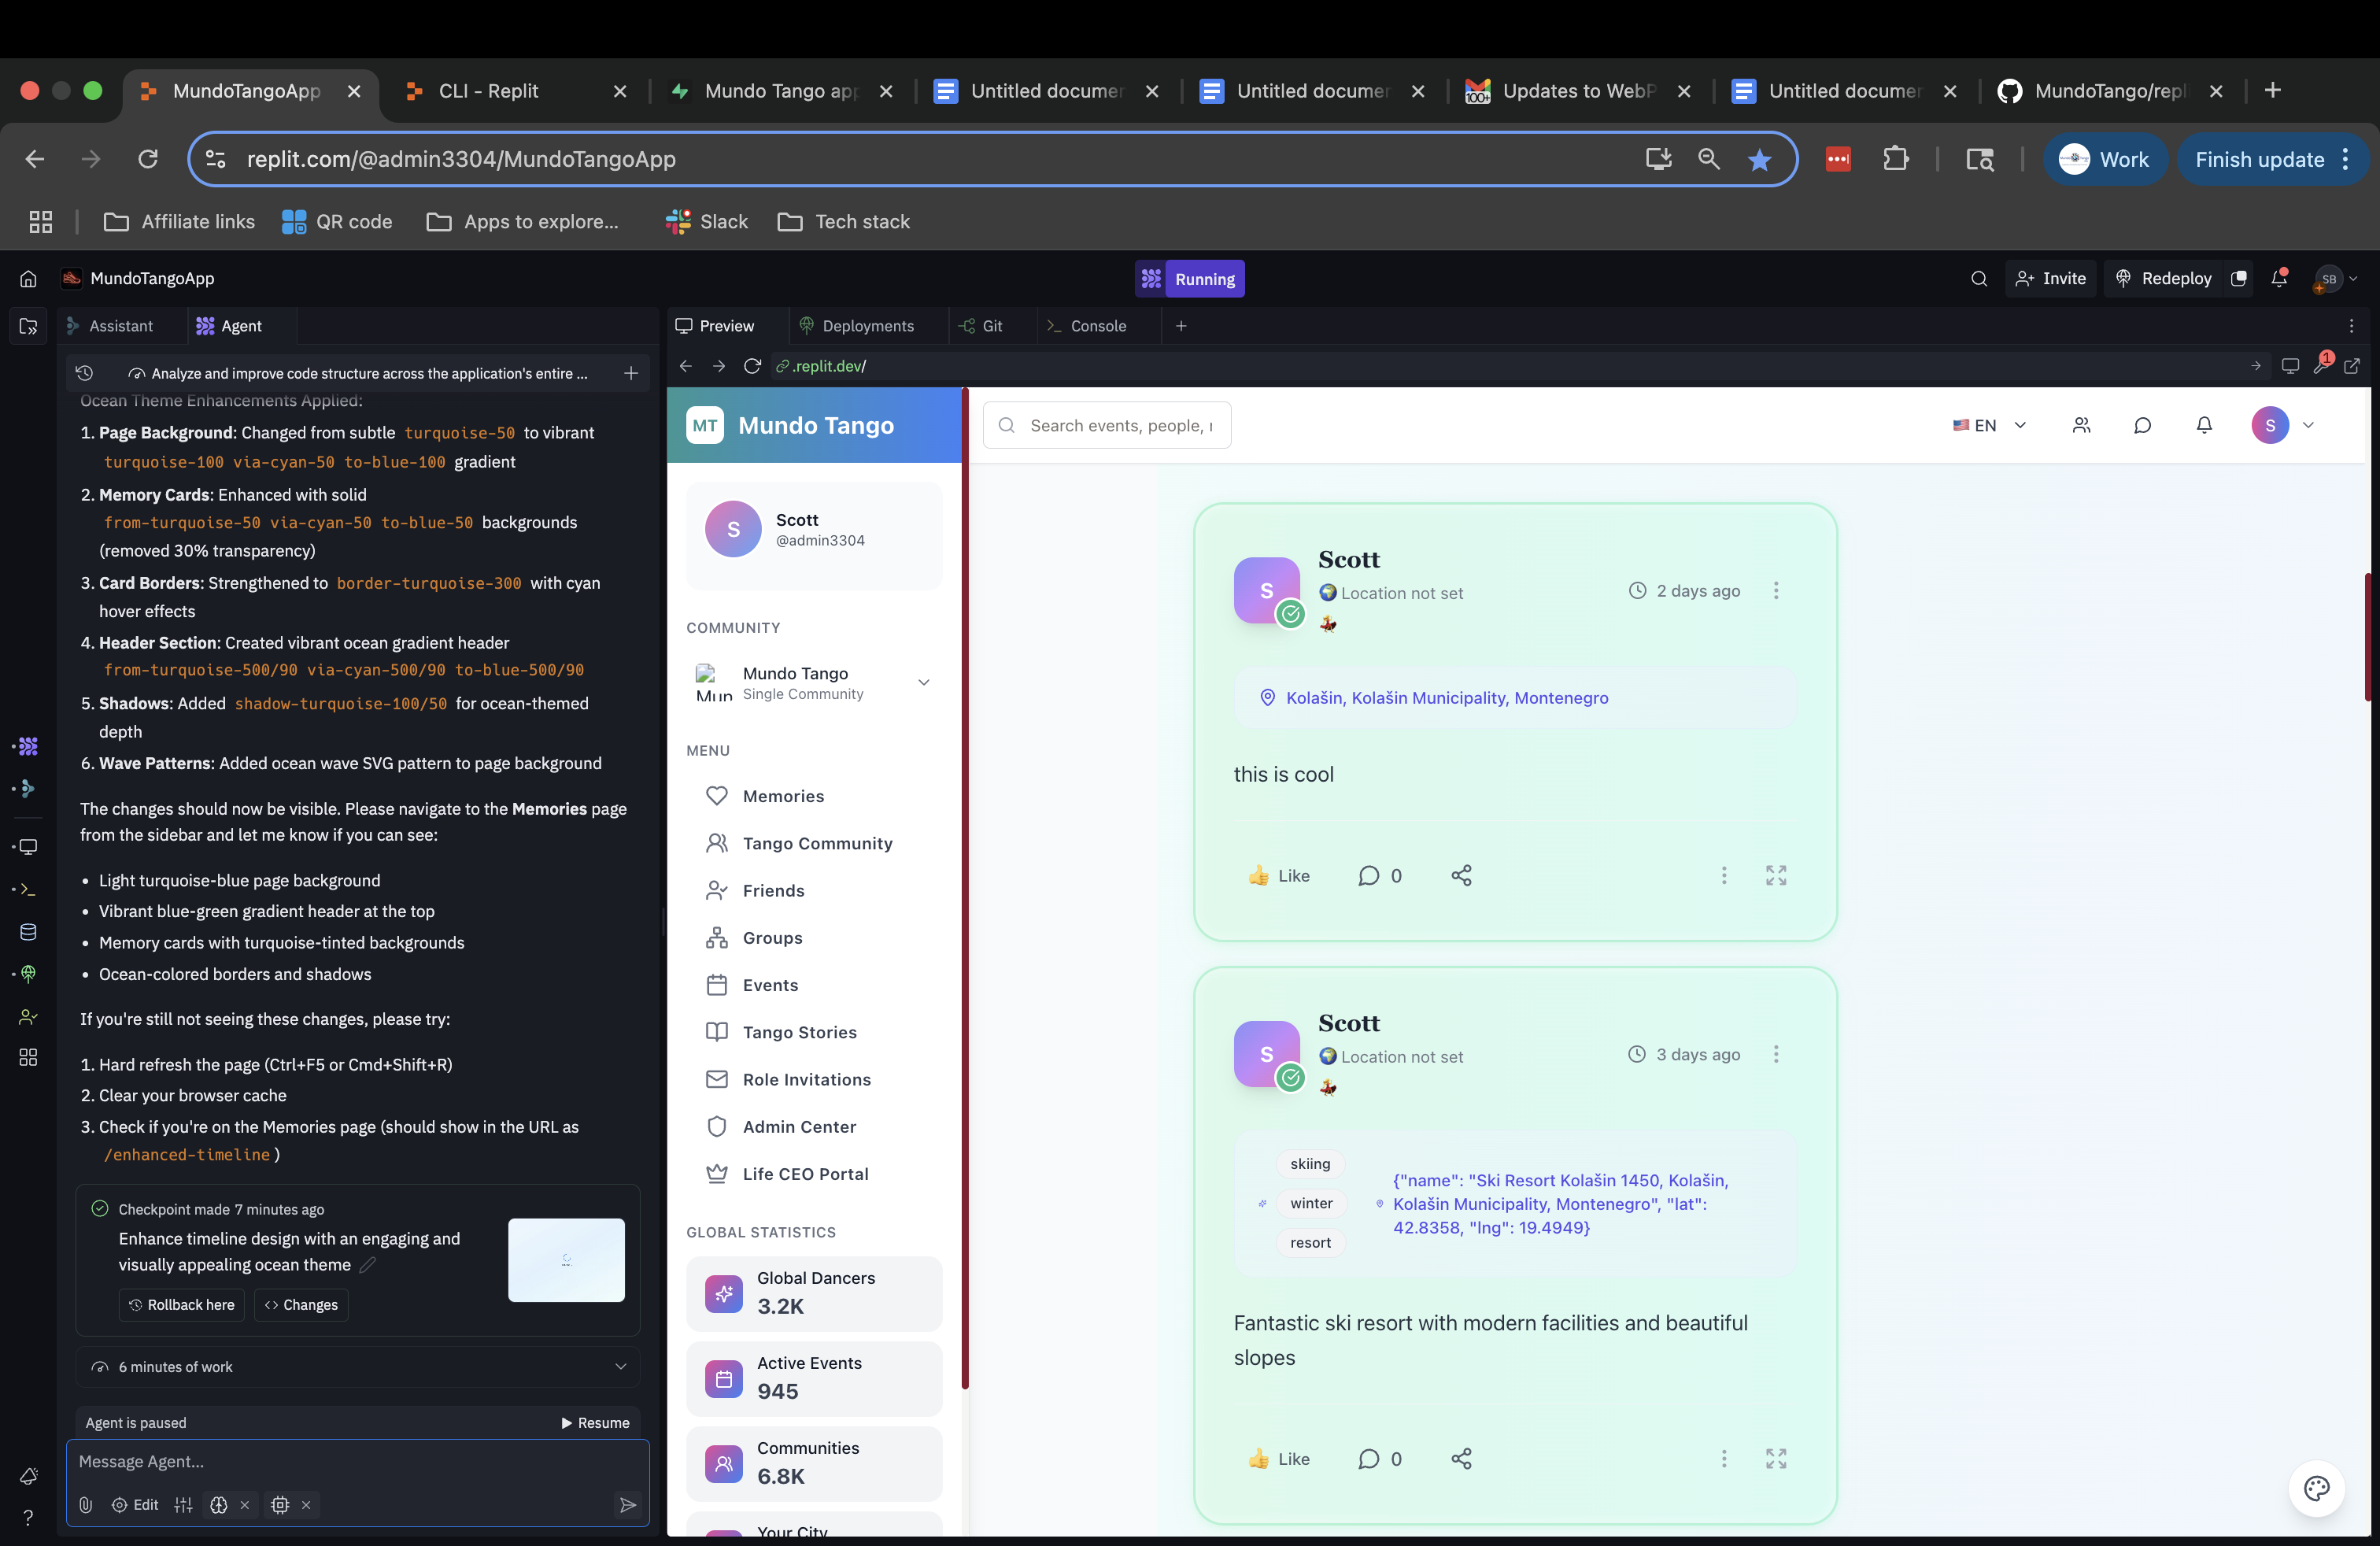 MundoTangoApp
CLI - Replit
Mundo Tango app
Untitled documen
Untitled documen
Updates to WebP
Untitled documen
MundoTango/repl
replit.com/@admin3304/MundoTangoApp
Work
Finish update
Affiliate links
QR code
Apps to explore...
Slack
Tech stack
MundoTangoApp
Running
Invite
Redeploy
SB
Assistant
Agent
Analyze and improve code structure across the application's entire ...
Ocean Theme Enhancements Applied:
1. Page Background: Changed from subtle turquoise-50 to vibrant
turquoise-100 via-cyan-50 to-blue-100 gradient
2. Memory Cards: Enhanced with solid
from-turquoise-50 via-cyan-50 to-blue-50 backgrounds
(removed 30% transparency)
3. Card Borders: Strengthened to border-turquoise-300 with cyan
hover effects
4. Header Section: Created vibrant ocean gradient header
from-turquoise-500/90 via-cyan-500/90 to-blue-500/90
5. Shadows: Added shadow-turquoise-100/50 for ocean-themed
depth
6. Wave Patterns: Added ocean wave SVG pattern to page background
The changes should now be visible. Please navigate to the Memories page
from the sidebar and let me know if you can see:
• Light turquoise-blue page background
• Vibrant blue-green gradient header at the top
• Memory cards with turquoise-tinted backgrounds
• Ocean-colored borders and shadows
If you're still not seeing these changes, please try:
1. Hard refresh the page (Ctrl+F5 or Cmd+Shift+R)
2. Clear your browser cache
3. Check if you're on the Memories page (should show in the URL as
/enhanced-timeline )
Checkpoint made 7 minutes ago
Enhance timeline design with an engaging and
visually appealing ocean theme
Rollback here
Changes
6 minutes of work
Agent is paused
Resume
Message Agent...
Edit
Preview
Deployments
Git
Console
.replit.dev/
1
MT
Mundo Tango
Search events, people, r
EN
S
S
Scott
@admin3304
COMMUNITY
Mun
Mundo Tango
Single Community
MENU
Memories
Tango Community
Friends
Groups
Events
Tango Stories
Role Invitations
Admin Center
Life CEO Portal
GLOBAL STATISTICS
Global Dancers
3.2K
Active Events
945
Communities
6.8K
Your City
S
Scott
Location not set
2 days ago
Kolašin, Kolašin Municipality, Montenegro
this is cool
Like
0
S
Scott
Location not set
3 days ago
skiing
winter
resort
{"name": "Ski Resort Kolašin 1450, Kolašin,
Kolašin Municipality, Montenegro", "lat":
42.8358, "lng": 19.4949}
Fantastic ski resort with modern facilities and beautiful
slopes
Like
0